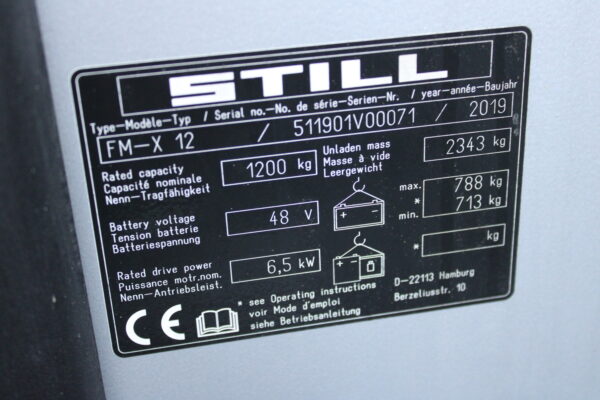 STILL
Type-Modèle-Typ / Serial no.-No. de série-Serien-Nr. / year-année-Baujahr
FM-X 12 / 511901V00071 / 2019
Rated capacity
Capacité nominale
Nenn-Tragfähigkeit
1200 kg
Unladen mass
Masse à vide
Leergewicht
2343 kg
Battery voltage
Tension batterie
Batteriespannung
48 V
+ -
max. 788 kg
*
min. 713 kg
Rated drive power
Puissance motr.nom.
Nenn-Antriebsleist.
6,5 kW
+ -
* kg
CE
* see Operating instructions
voir Mode d'emploi
siehe Betriebsanleitung
D-22113 Hamburg
Berzeliusstr. 10